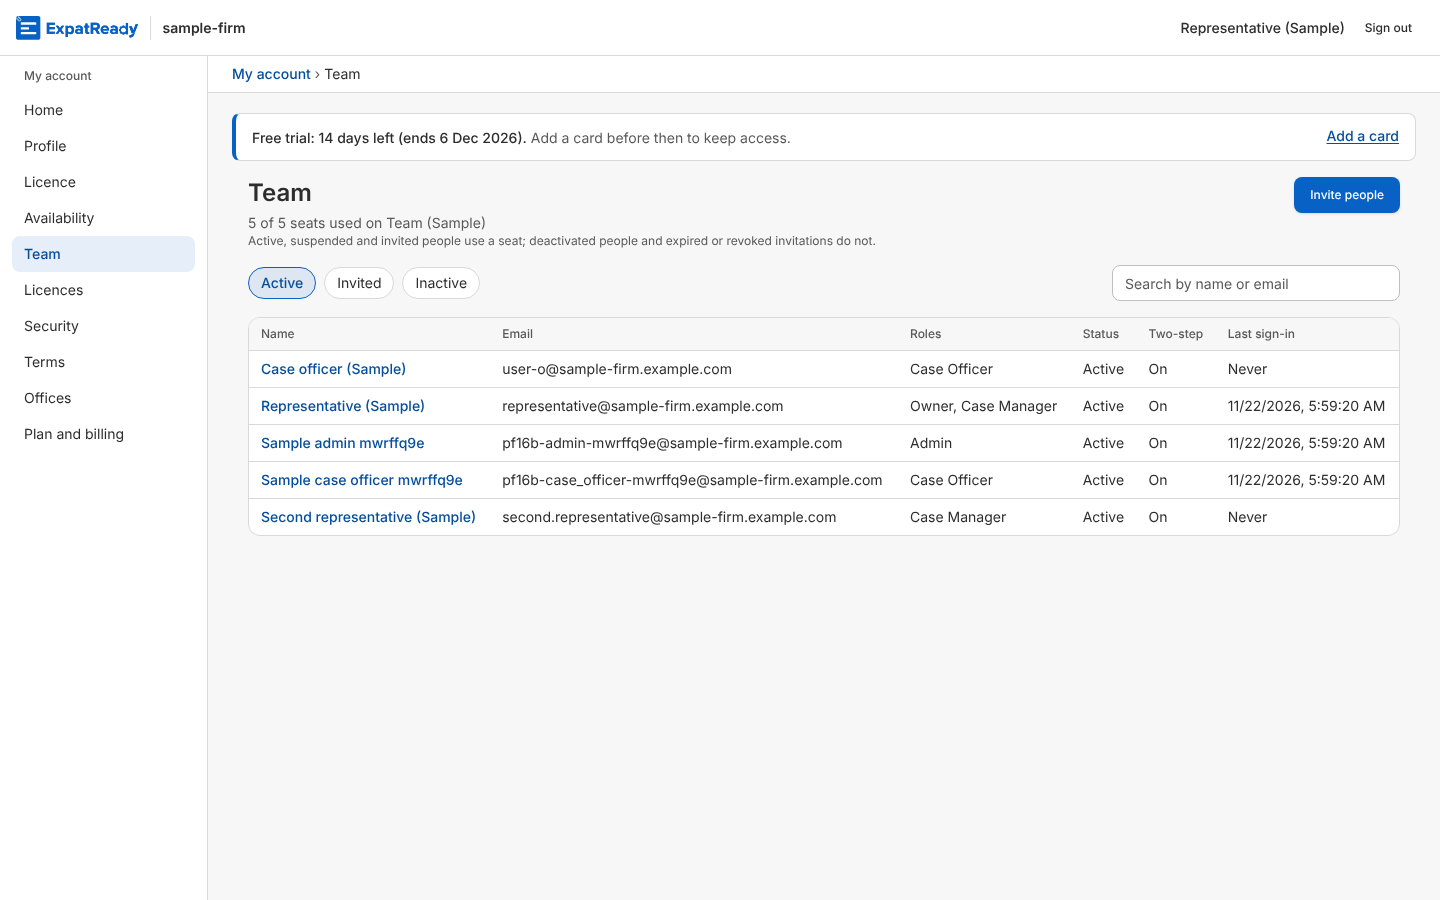 ExpatReady sample-firm Representative (Sample) Sign out
My account
Home
Profile
Licence
Availability
Team
Licences
Security
Terms
Offices
Plan and billing
My account › Team
Free trial: 14 days left (ends 6 Dec 2026). Add a card before then to keep access. Add a card
Team
Invite people
5 of 5 seats used on Team (Sample)
Active, suspended and invited people use a seat; deactivated people and expired or revoked invitations do not.
Active Invited Inactive Search by name or email
Name Email Roles Status Two-step Last sign-in
Case officer (Sample) user-o@sample-firm.example.com Case Officer Active On Never
Representative (Sample) representative@sample-firm.example.com Owner, Case Manager Active On 11/22/2026, 5:59:20 AM
Sample admin mwrffq9e pf16b-admin-mwrffq9e@sample-firm.example.com Admin Active On 11/22/2026, 5:59:20 AM
Sample case officer mwrffq9e pf16b-case_officer-mwrffq9e@sample-firm.example.com Case Officer Active On 11/22/2026, 5:59:20 AM
Second representative (Sample) second.representative@sample-firm.example.com Case Manager Active On Never